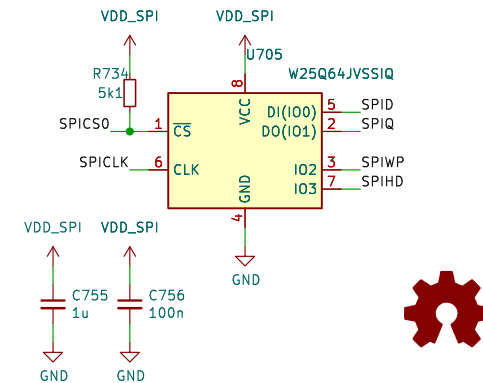 VDD_SPI VDD_SPI
U705
R734 W25Q64JVSSIQ
5k1
8
VCC
DI(IO0) 5 SPID
SPICS0 1 CS DO(IO1) 2 SPIQ
SPICLK 6 CLK IO2 3 SPIWP
IO3 7 SPIHD
GND
4
VDD_SPI VDD_SPI
GND
C755 C756
1u 100n
GND GND